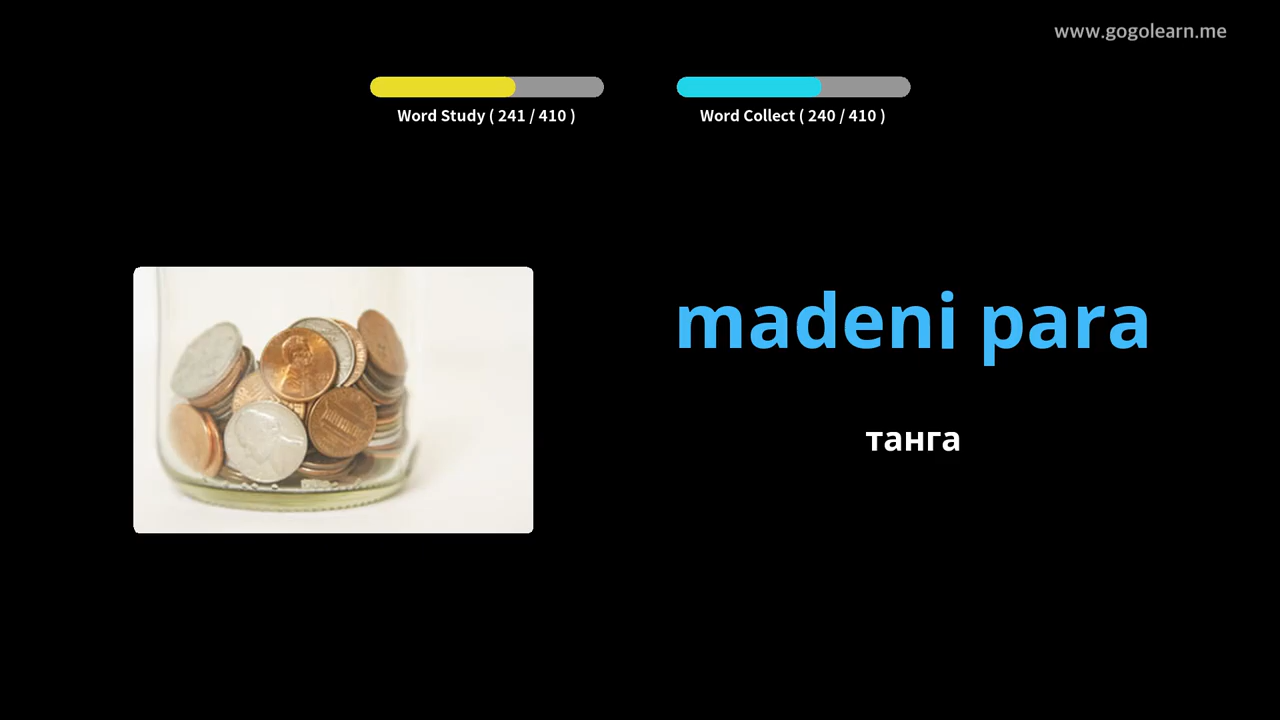 www.gogolearn.me
Word Study ( 241 / 410 )
Word Collect ( 240 / 410 )
madeni para
танга